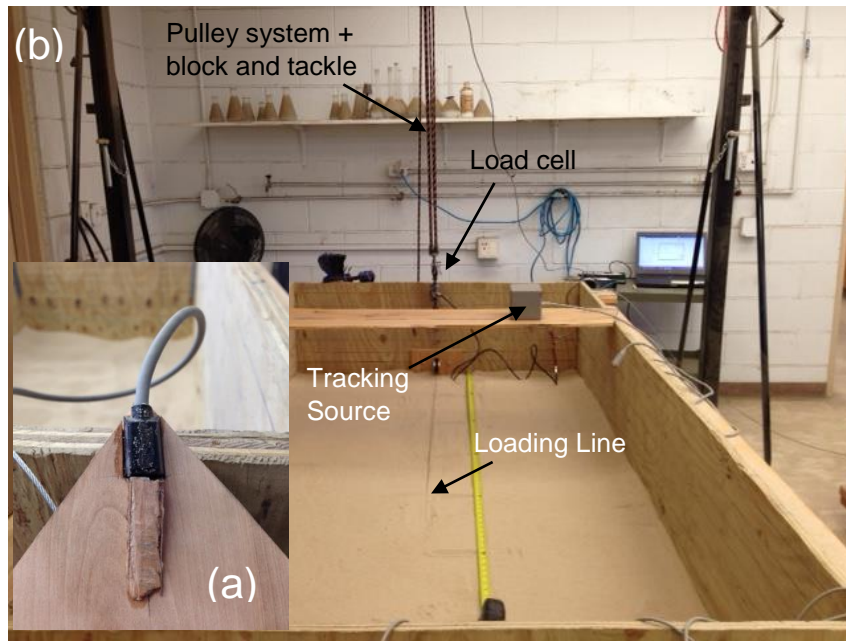 (b)
Pulley system +
block and tackle
Load cell
Tracking
Source
Loading Line
(a)